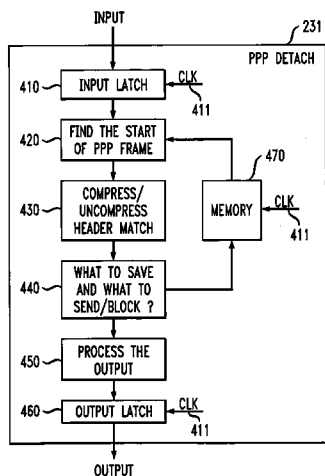 INPUT
231
PPP DETACH
410
INPUT LATCH
CLK
411
420
FIND THE START
OF PPP FRAME
470
430
COMPRESS/
UNCOMPRESS
HEADER MATCH
MEMORY
CLK
411
440
WHAT TO SAVE
AND WHAT TO
SEND/BLOCK ?
450
PROCESS THE
OUTPUT
460
OUTPUT LATCH
CLK
411
OUTPUT